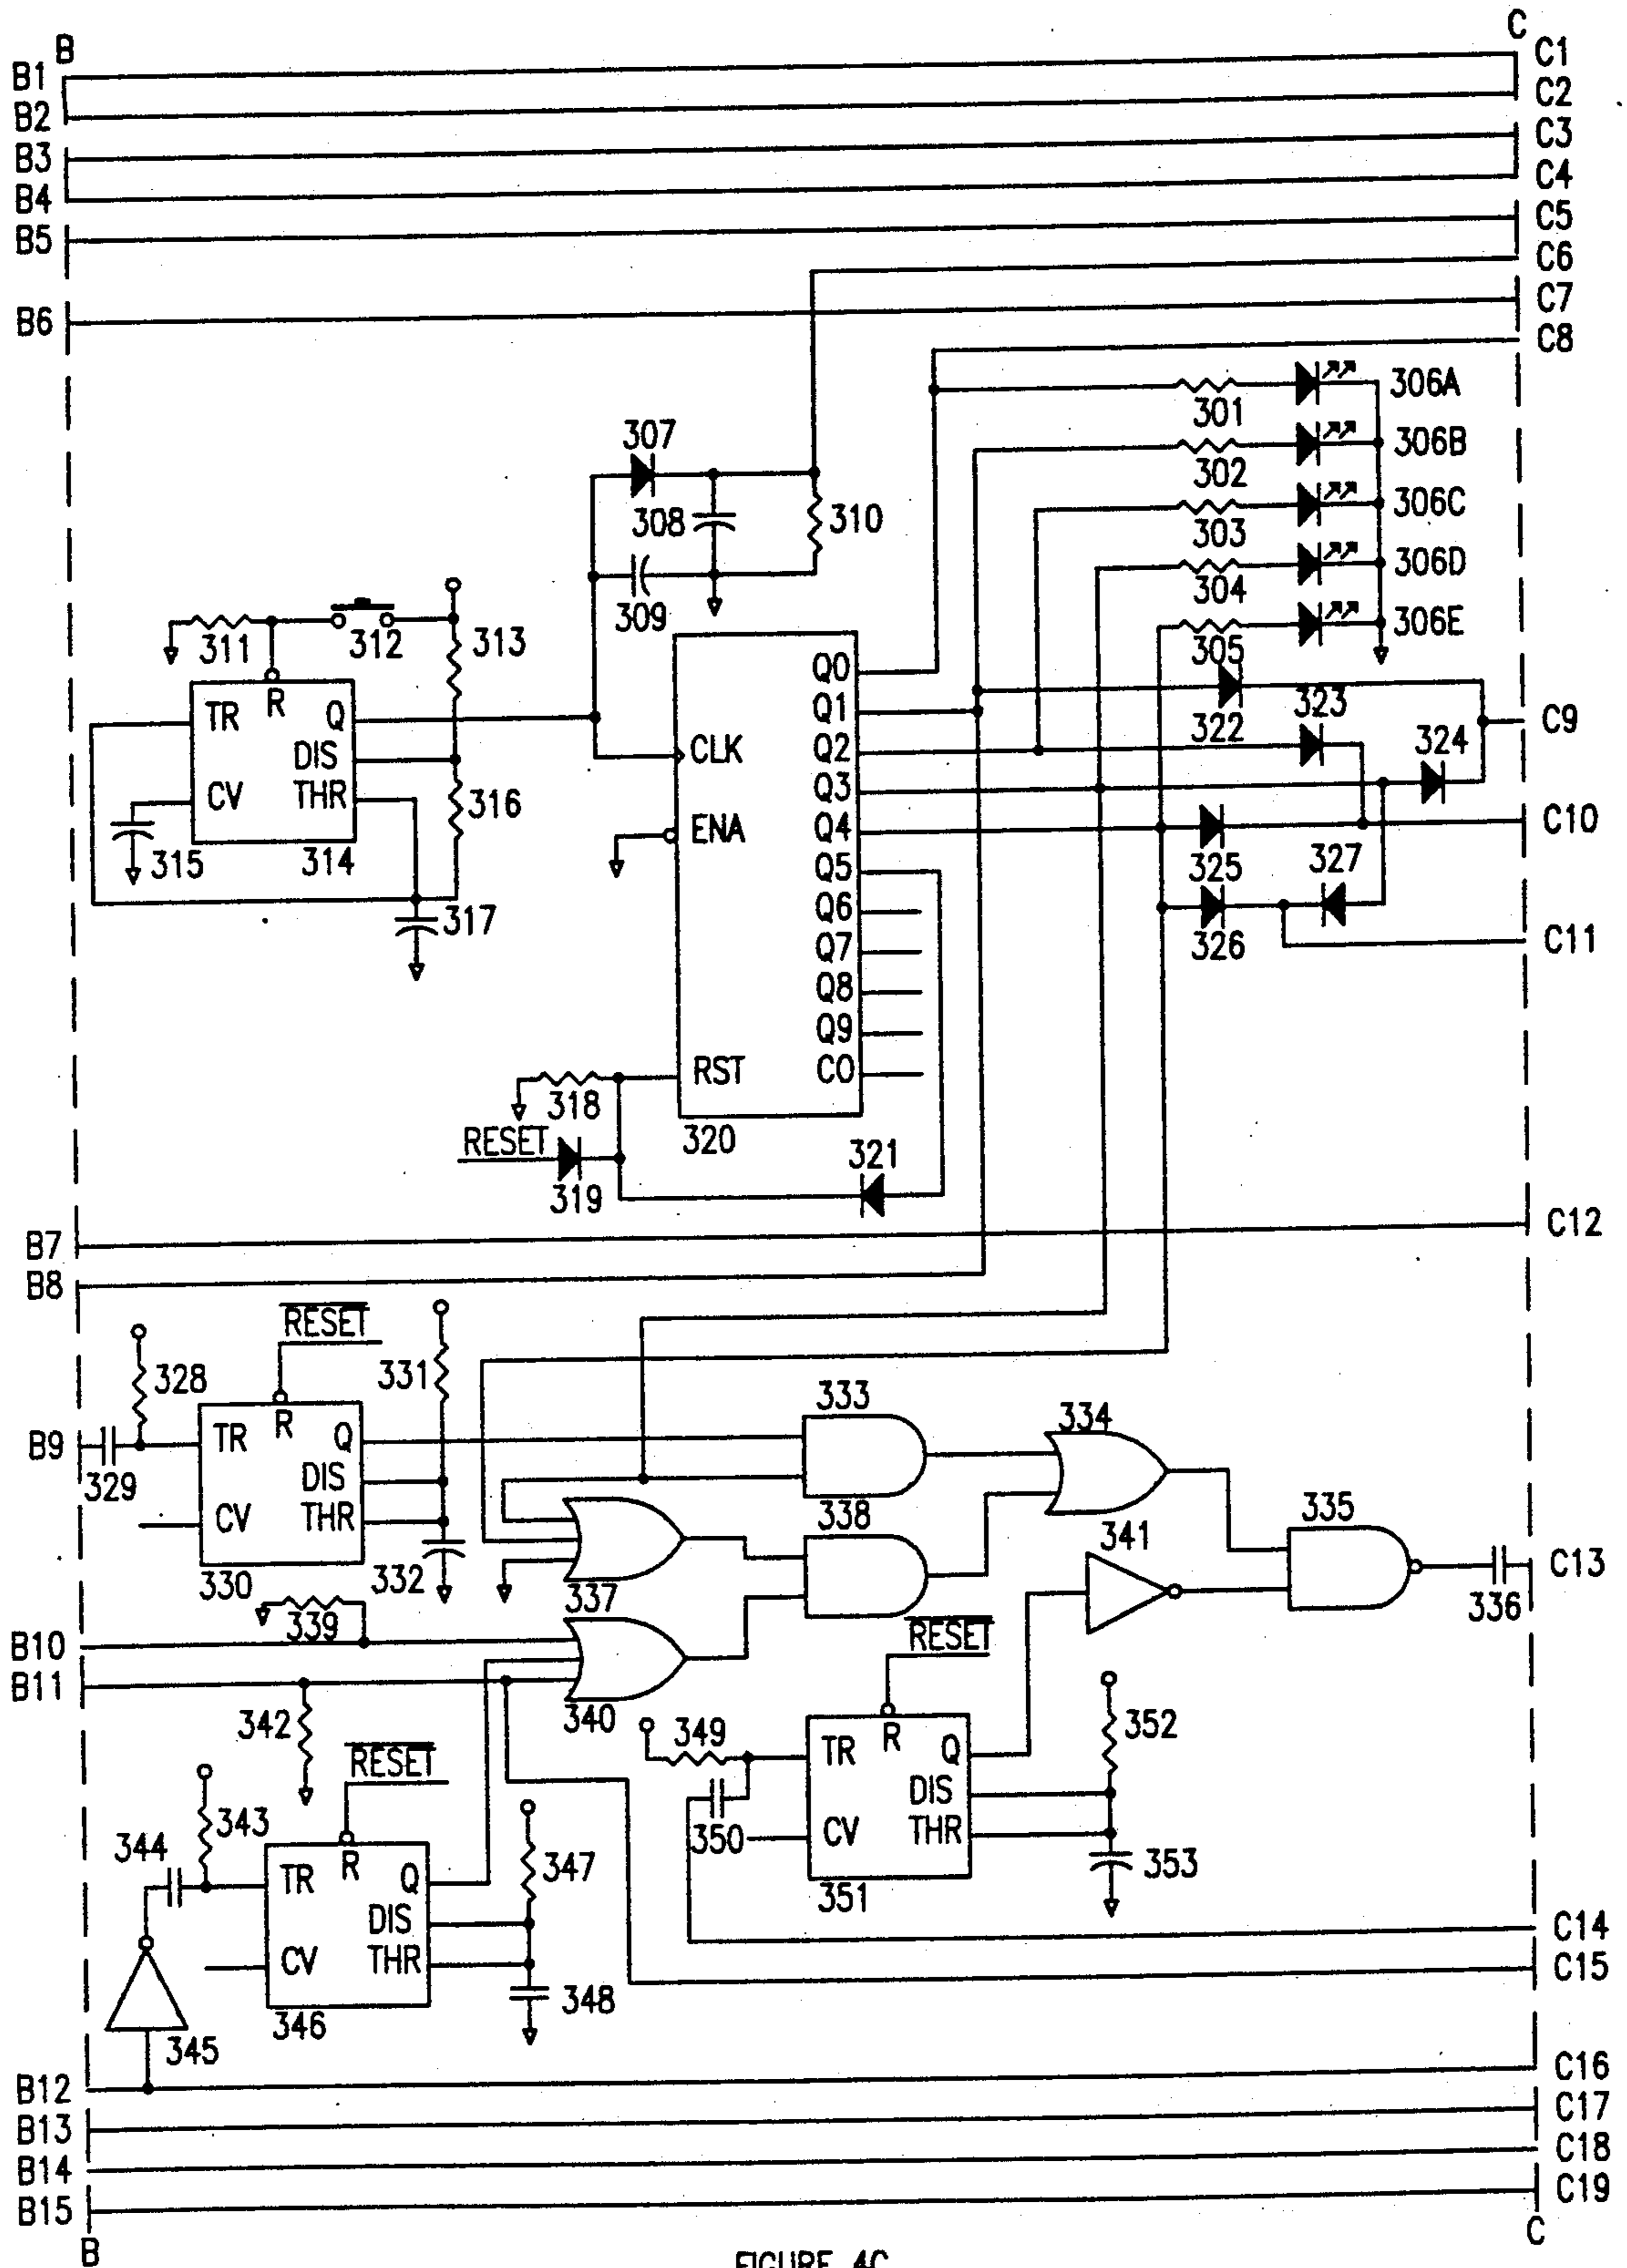 B C
B1 C1
B2 C2
B3 C3
B4 C4
B5 C5
C6
B6 C7
C8
306A
301
307 306B
302
308 310 306C
303
306D
304
309 306E
311 312 313 305
R Q0
TR Q Q1 322 323 C9
DIS CLK Q2 324
CV THR 316 Q3
ENA Q4 C10
315 314 Q5 325 327
317 Q6
Q7 326 C11
Q8
Q9
RST CO
318
RESET 320 321
319
B7 C12
B8
RESET
328 331 333
334
B9 TR R Q
329 DIS 338 335
CV THR 341
330 332 337 C13
339 336
B10 RESET
B11
342 340 349 352
RESET TR R Q
343 DIS
344 350 CV THR 353
TR R Q 347 351
DIS C14
CV THR C15
346 348
345
B12 C16
B13 C17
B14 C18
B15 C19
B C
FIGURE 4C